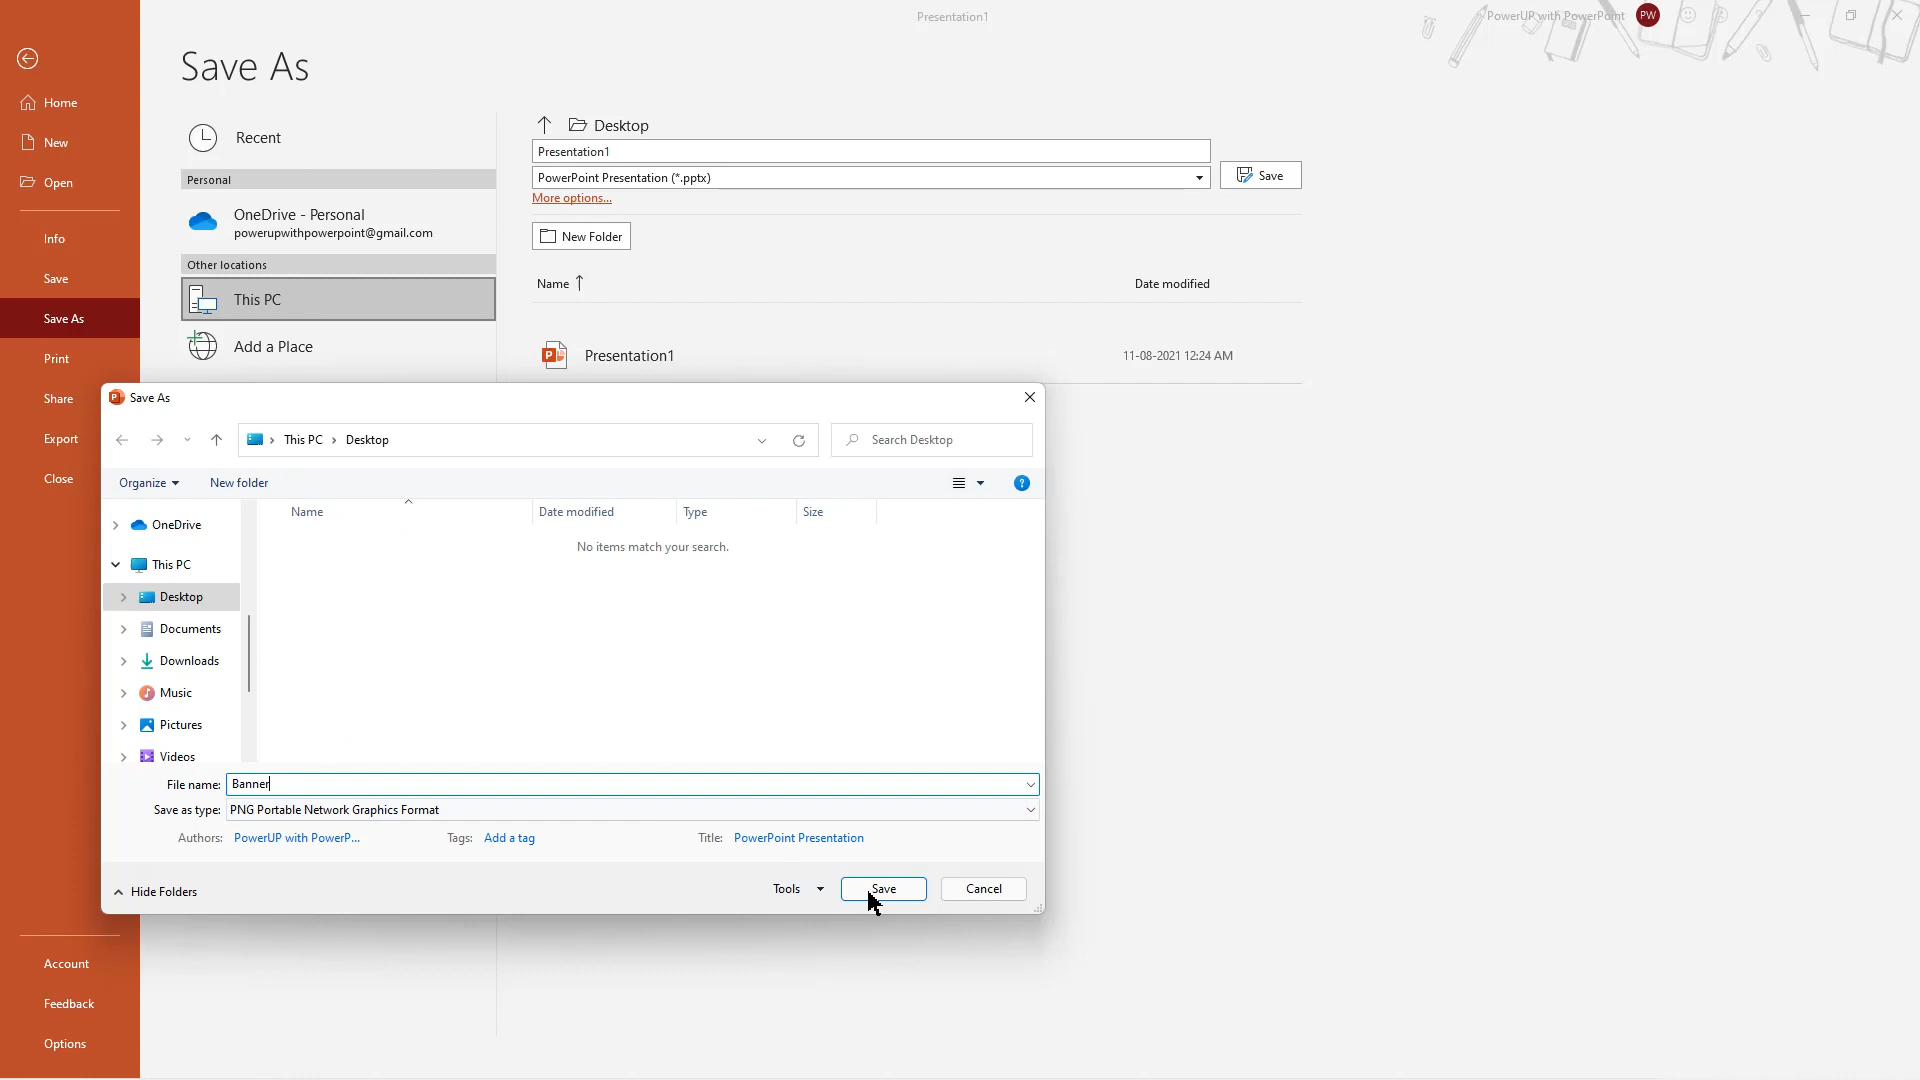 Presentation1
PowerUP with PowerPoint
PW
Save As
Home
New
Open
Info
Save
Save As
Print
Share
Export
Close
Account
Feedback
Options
Recent
Personal
OneDrive - Personal
powerupwithpowerpoint@gmail.com
Other locations
This PC
Add a Place
Desktop
Presentation1
PowerPoint Presentation (*.pptx)
Save
More options...
New Folder
Name
Date modified
Presentation1
11-08-2021 12:24 AM
Save As
This PC
Desktop
Search Desktop
Organize
New folder
?
OneDrive
This PC
Desktop
Documents
Downloads
Music
Pictures
Videos
Name
Date modified
Type
Size
No items match your search.
File name: Banner
Save as type: PNG Portable Network Graphics Format
Authors: PowerUP with PowerP... Tags: Add a tag Title: PowerPoint Presentation
Hide Folders
Tools
Save
Cancel